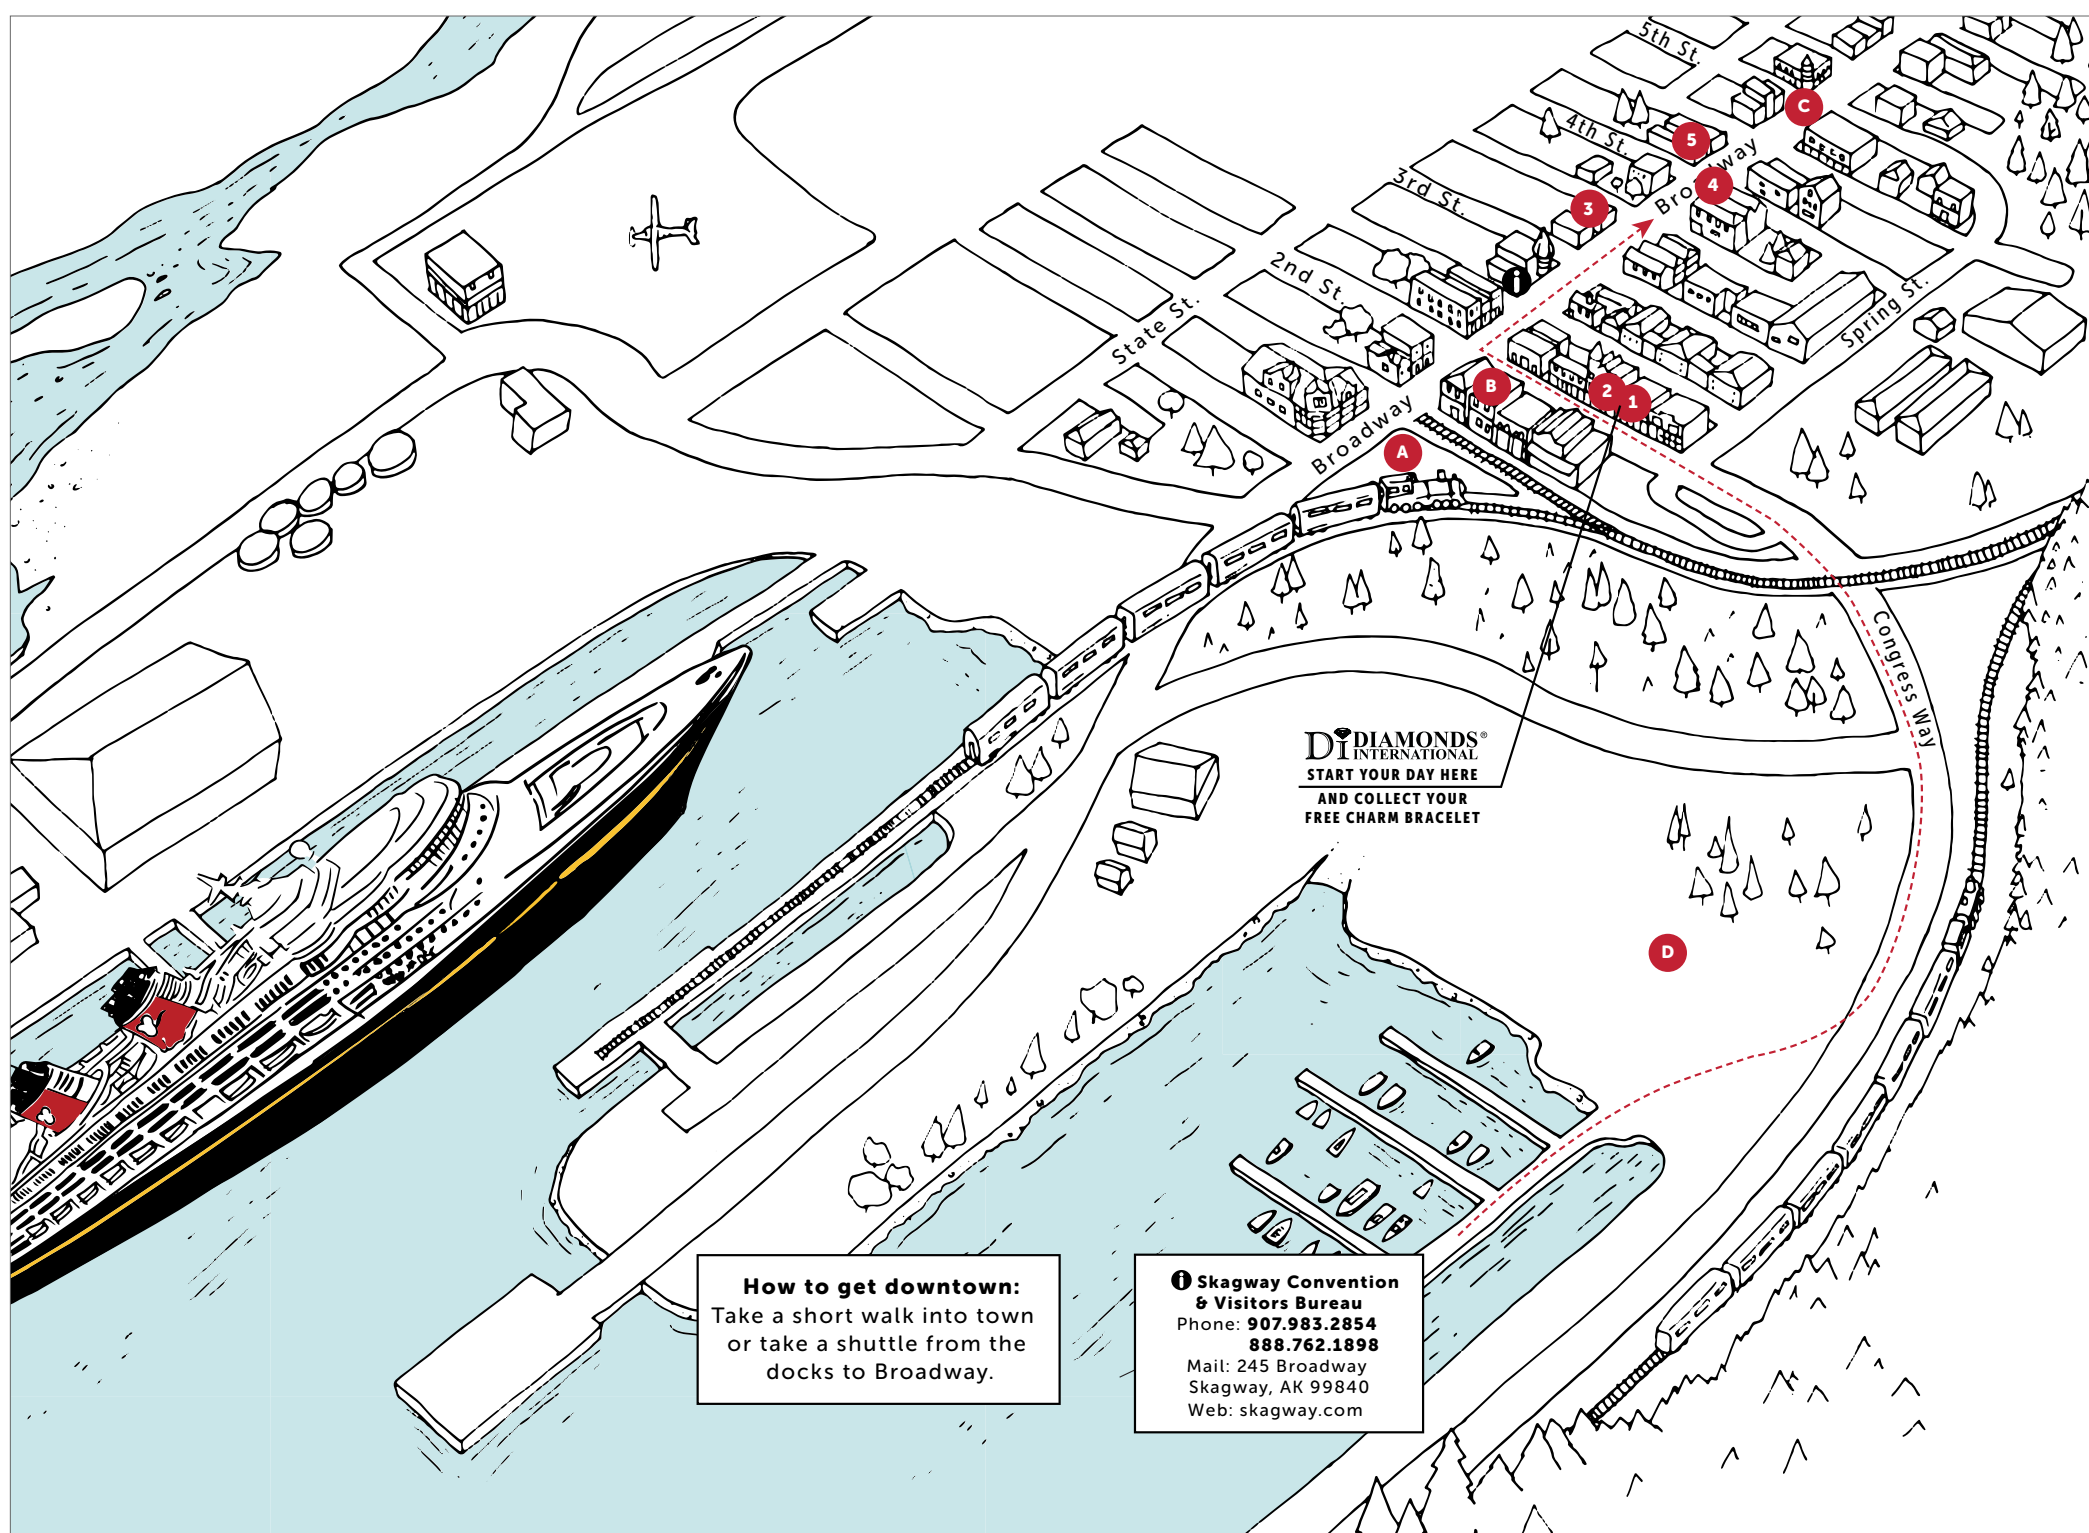 5th St.
C
4th St.
5
Broadway
4
3rd St.
3
2nd St.
i
State St.
Spring St.
B
2
1
Broadway
A
Congress Way
Di DIAMONDS®
INTERNATIONAL
START YOUR DAY HERE
AND COLLECT YOUR
FREE CHARM BRACELET
D
How to get downtown:
Take a short walk into town
or take a shuttle from the
docks to Broadway.
i Skagway Convention
& Visitors Bureau
Phone: 907.983.2854
888.762.1898
Mail: 245 Broadway
Skagway, AK 99840
Web: skagway.com